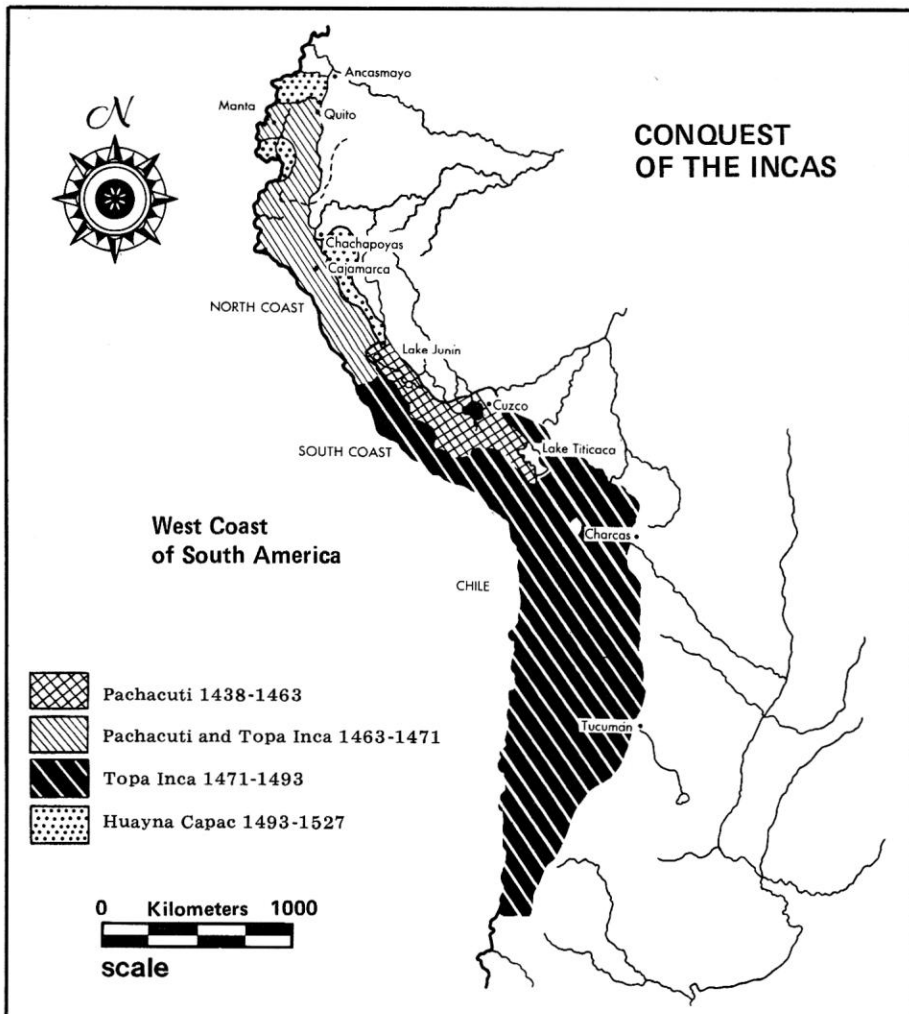 Ancasmayo
N
Manta
Quito
CONQUEST
OF THE INCAS
Chachapoyas
Cajamarca
NORTH COAST
Lake Junin
Cuzco
SOUTH COAST
Lake Titicaca
West Coast
of South America
Charcas
CHILE
Pachacuti 1438-1463
Pachacuti and Topa Inca 1463-1471
Tucumán
Topa Inca 1471-1493
Huayna Capac 1493-1527
0 Kilometers 1000
scale